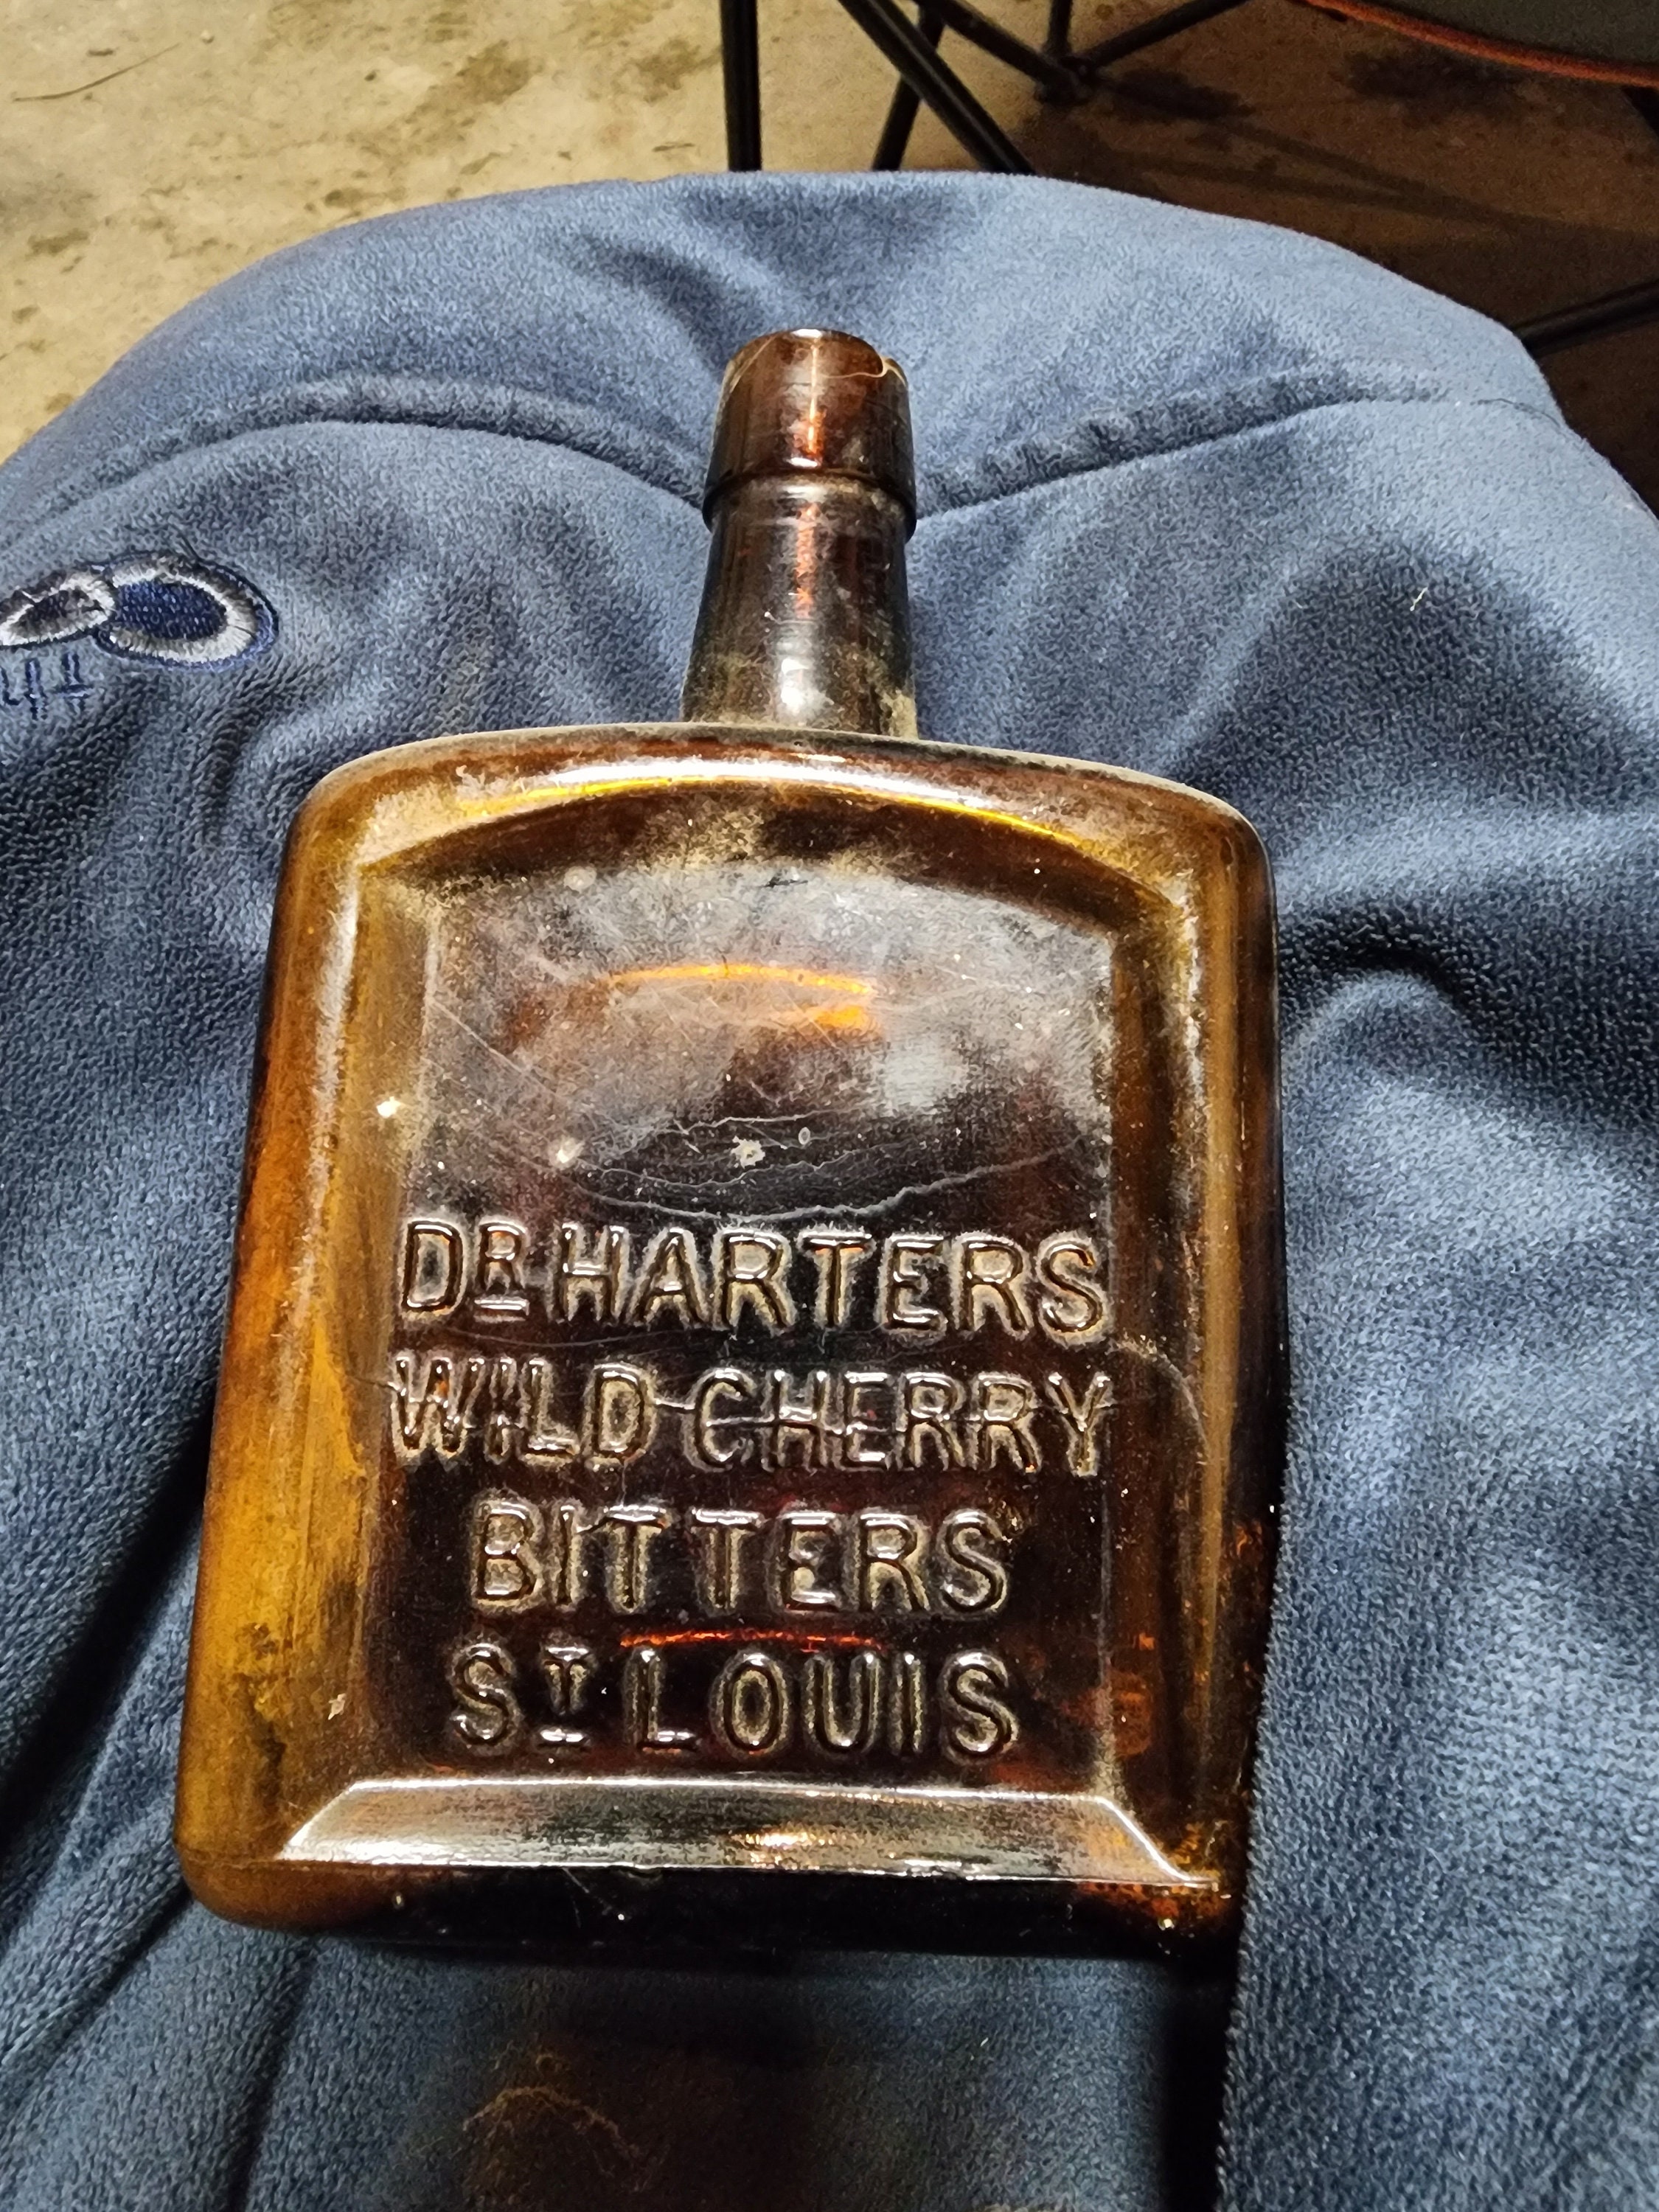 DR HARTERS
WILD CHERRY
BITTERS
ST LOUIS